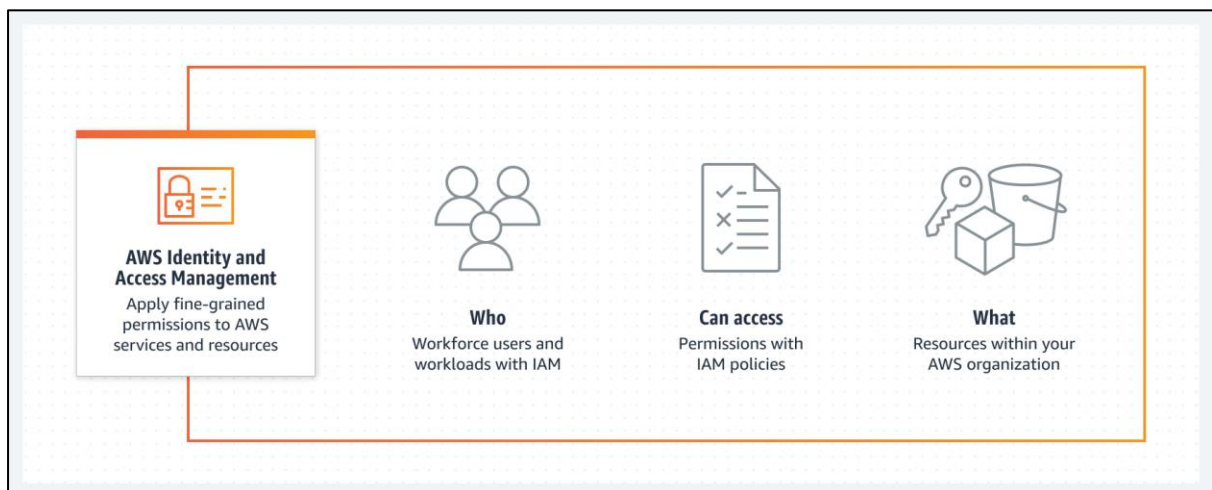 AWS Identity and
Access Management
Apply fine-grained
permissions to AWS
services and resources
Who
Workforce users and
workloads with IAM
Can access
Permissions with
IAM policies
What
Resources within your
AWS organization